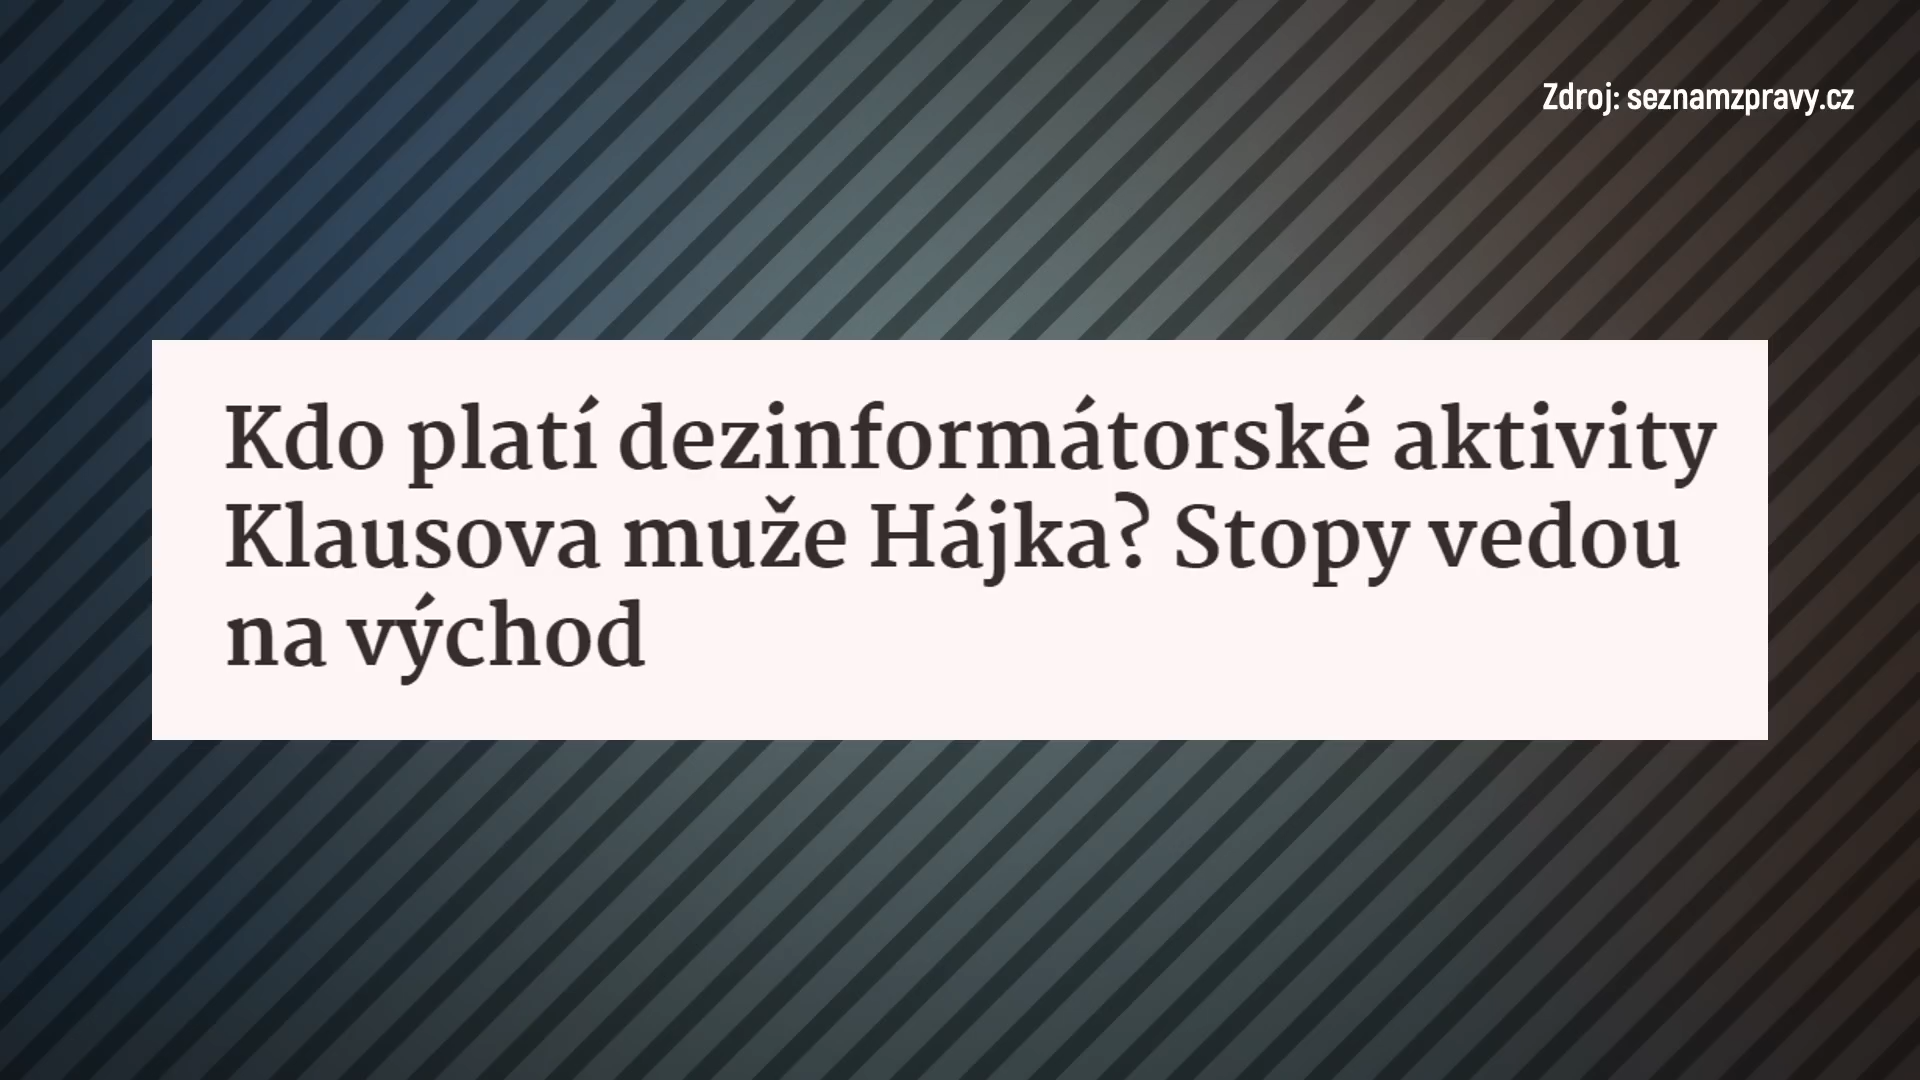 Zdroj: seznamzpravy.cz
Kdo platí dezinformátorské aktivity
Klausova muže Hájka? Stopy vedou
na východ